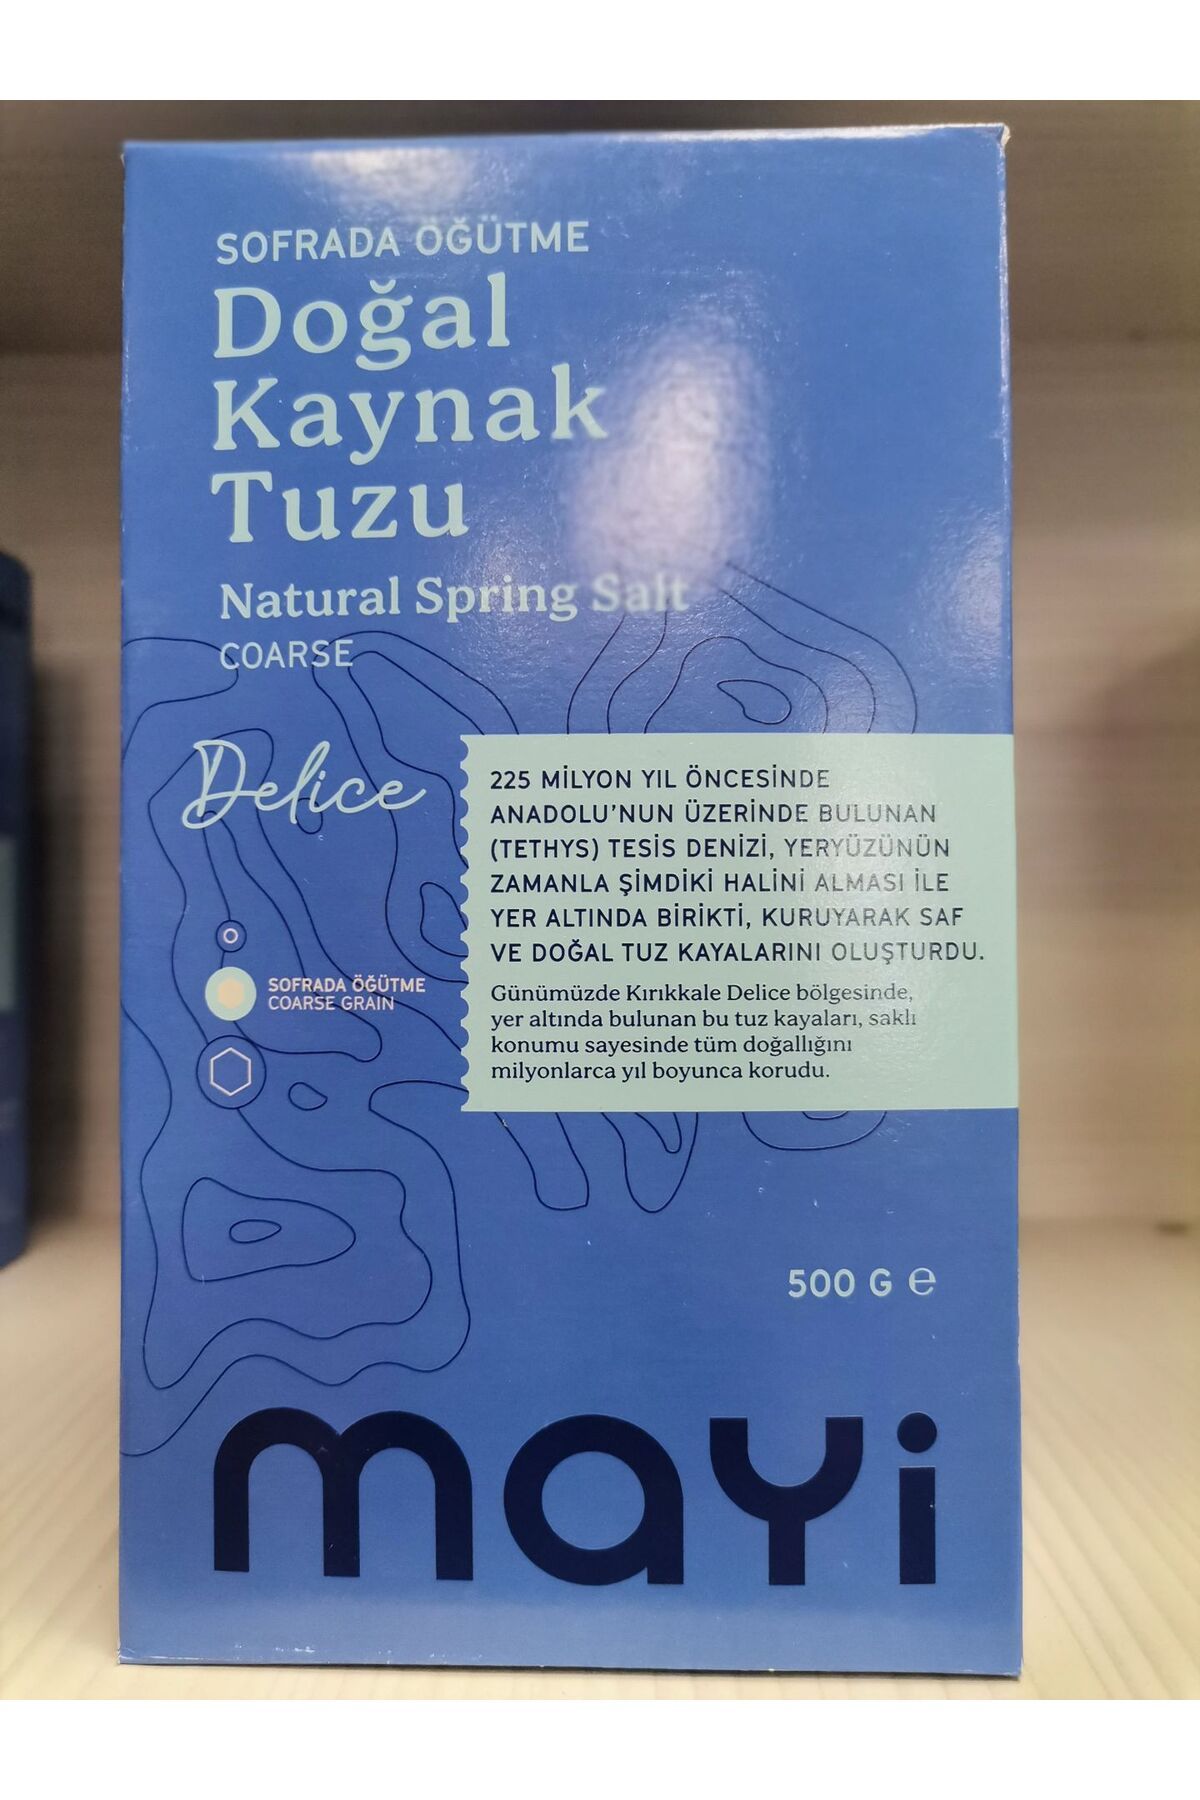 SOFRADA ÖĞÜTME
Doğal
Kaynak
Tuzu
Natural Spring Salt
COARSE
Delice
225 MİLYON YIL ÖNCESİNDE
ANADOLU'NUN ÜZERİNDE BULUNAN
(TETHYS) TESİS DENİZİ, YERYÜZÜNÜN
ZAMANLA ŞİMDİKİ HALİNİ ALMASI İLE
YER ALTINDA BİRİKTİ, KURUYARAK SAF
VE DOĞAL TUZ KAYALARINI OLUŞTURDU.
Günümüzde Kırıkkale Delice bölgesinde,
yer altında bulunan bu tuz kayaları, saklı
konumu sayesinde tüm doğallığını
milyonlarca yıl boyunca korudu.
SOFRADA ÖĞÜTME
COARSE GRAIN
500 G ℮
mayi